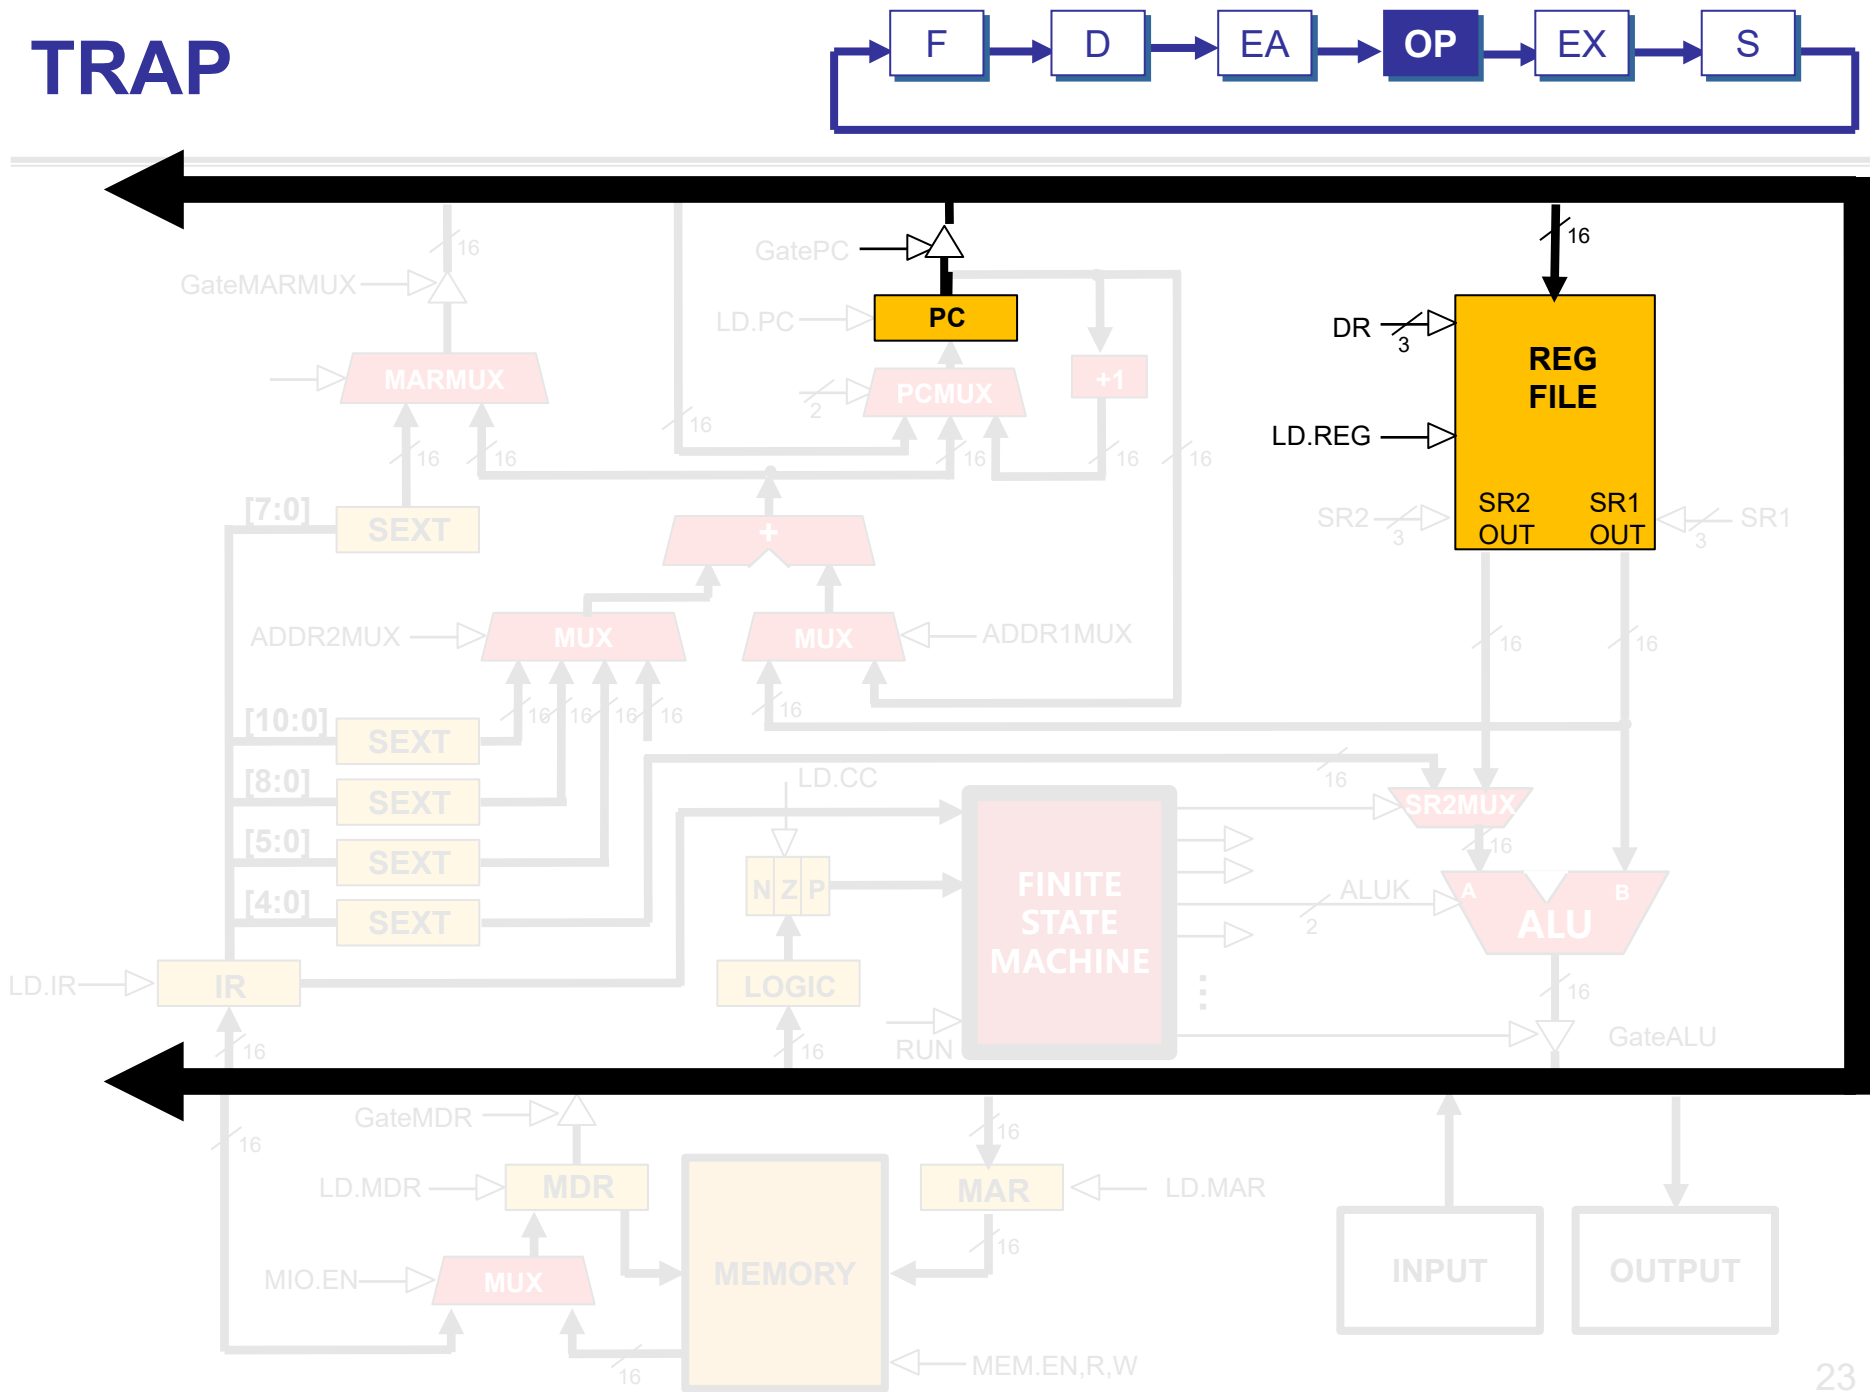 TRAP
F D EA OP EX S
16
16
GatePC
GateMARMUX
LD.PC
PC
DR
3
REG
FILE
MARMUX
PCMUX
+1
2
16
LD.REG
16
16
16
16
16
[7:0]
SEXT
+
SR2
OUT
SR1
OUT
SR2
3
SR1
3
ADDR2MUX
MUX
MUX
ADDR1MUX
16
16
[10:0]
SEXT
16
16
16
16
16
[8:0]
SEXT
LD.CC
16
SR2MUX
[5:0]
SEXT
16
N Z P
FINITE
STATE
MACHINE
ALUK
2
A
B
ALU
[4:0]
SEXT
LD.IR
IR
LOGIC
...
16
16
16
RUN
GateALU
GateMDR
16
16
LD.MDR
MDR
MAR
LD.MAR
16
MIO.EN
MUX
MEMORY
INPUT
OUTPUT
16
MEM.EN,R,W
23